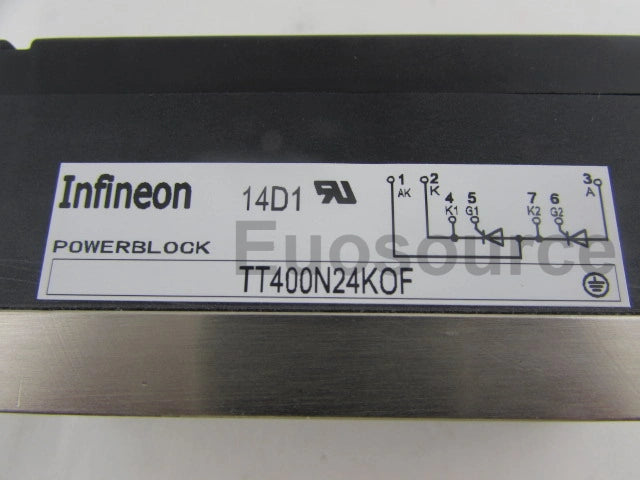 Infineon
14D1
1 2 3
AK K A
4 5 7 6
K1 G1 K2 G2
POWERBLOCK
Euosource
TT400N24KOF